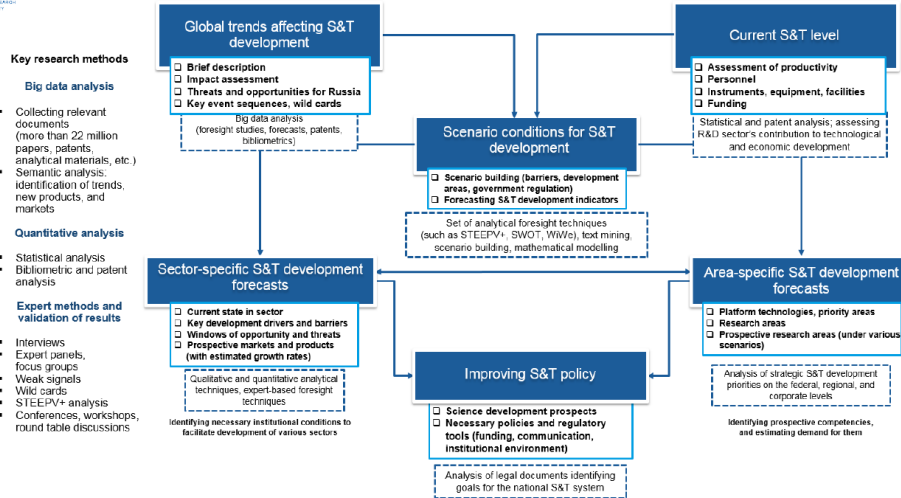 Key research methods
Big data analysis
Collecting relevant
documents
(more than 22 million
papers, patents,
analytical materials, etc.)
Semantic analysis:
identification of trends,
new products, and
markets
Quantitative analysis
Statistical analysis
Bibliometric and patent
analysis
Expert methods and
validation of results
Interviews
Expert panels,
focus groups
Weak signals
Wild cards
STEEPV+ analysis
Conferences, workshops,
round table discussions
Global trends affecting S&T
development
Brief description
Impact assessment
Threats and opportunities for Russia
Key event sequences, wild cards
Big data analysis
(foresight studies, forecasts, patents,
bibliometrics)
Current S&T level
Assessment of productivity
Personnel
Instruments, equipment, facilities
Funding
Statistical and patent analysis; assessing
R&D sector's contribution to technological
and economic development
Scenario conditions for S&T
development
Scenario building (barriers, development
areas, government regulation)
Forecasting S&T development indicators
Set of analytical foresight techniques
(such as STEEPV+, SWOT, WiWe), text mining,
scenario building, mathematical modelling
Sector-specific S&T development
forecasts
Current state in sector
Key development drivers and barriers
Windows of opportunity and threats
Prospective markets and products
(with estimated growth rates)
Qualitative and quantitative analytical
techniques, expert-based foresight
techniques
Identifying necessary institutional conditions to
facilitate development of various sectors
Area-specific S&T development
forecasts
Platform technologies, priority areas
Research areas
Prospective research areas (under various
scenarios)
Analysis of strategic S&T development
priorities on the federal, regional, and
corporate levels
Identifying prospective competencies,
and estimating demand for them
Improving S&T policy
Science development prospects
Necessary policies and regulatory
tools (funding, communication,
institutional environment)
Analysis of legal documents identifying
goals for the national S&T system